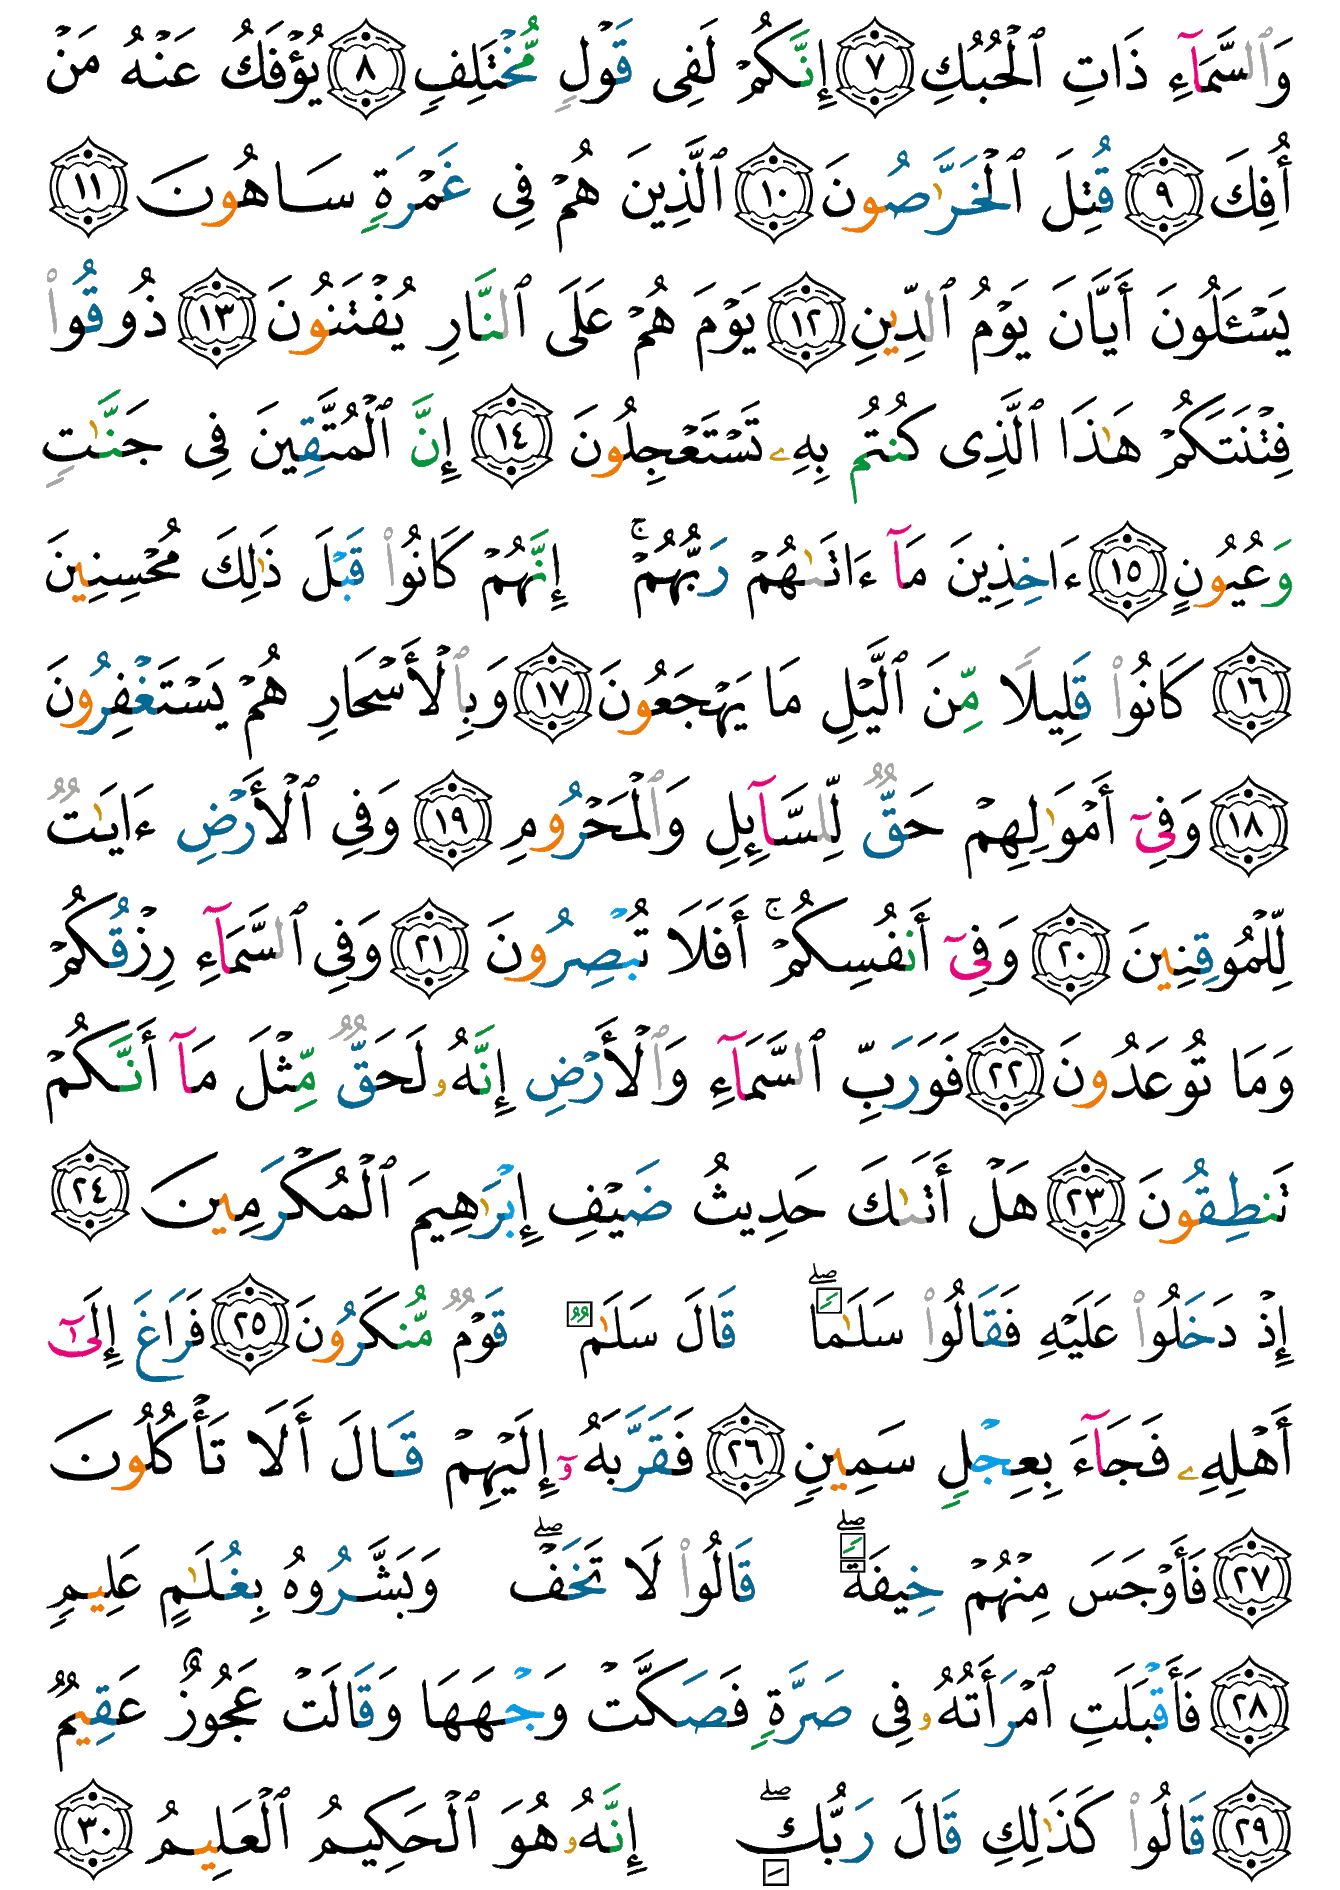 وَٱلسَّمَآءِ ذَاتِ ٱلْحُبُكِ ٧ إِنَّكُمْ لَفِى قَوْلٍ مُّخْتَلِفٍ ٨ يُؤْفَكُ عَنْهُ مَنْ
أُفِكَ ٩ قُتِلَ ٱلْخَرَّٰصُونَ ١٠ ٱلَّذِينَ هُمْ فِى غَمْرَةٍ سَاهُونَ ١١
يَسْـَٔلُونَ أَيَّانَ يَوْمُ ٱلدِّينِ ١٢ يَوْمَ هُمْ عَلَى ٱلنَّارِ يُفْتَنُونَ ١٣ ذُوقُوا۟
فِتْنَتَكُمْ هَٰذَا ٱلَّذِى كُنتُم بِهِۦ تَسْتَعْجِلُونَ ١٤ إِنَّ ٱلْمُتَّقِينَ فِى جَنَّٰتٍ
وَعُيُونٍ ١٥ ءَاخِذِينَ مَآ ءَاتَىٰهُمْ رَبُّهُمْ ۚ إِنَّهُمْ كَانُوا۟ قَبْلَ ذَٰلِكَ مُحْسِنِينَ
١٦ كَانُوا۟ قَلِيلًا مِّنَ ٱلَّيْلِ مَا يَهْجَعُونَ ١٧ وَبِٱلْأَسْحَارِ هُمْ يَسْتَغْفِرُونَ
١٨ وَفِىٓ أَمْوَٰلِهِمْ حَقٌّ لِّلسَّآئِلِ وَٱلْمَحْرُومِ ١٩ وَفِى ٱلْأَرْضِ ءَايَٰتٌ
لِّلْمُوقِنِينَ ٢٠ وَفِىٓ أَنفُسِكُمْ ۚ أَفَلَا تُبْصِرُونَ ٢١ وَفِى ٱلسَّمَآءِ رِزْقُكُمْ
وَمَا تُوعَدُونَ ٢٢ فَوَرَبِّ ٱلسَّمَآءِ وَٱلْأَرْضِ إِنَّهُۥ لَحَقٌّ مِّثْلَ مَآ أَنَّكُمْ
تَنطِقُونَ ٢٣ هَلْ أَتَىٰكَ حَدِيثُ ضَيْفِ إِبْرَٰهِيمَ ٱلْمُكْرَمِينَ ٢٤
إِذْ دَخَلُوا۟ عَلَيْهِ فَقَالُوا۟ سَلَٰمًا ۖ قَالَ سَلَٰمٌ قَوْمٌ مُّنكَرُونَ ٢٥ فَرَاغَ إِلَىٰٓ
أَهْلِهِۦ فَجَآءَ بِعِجْلٍ سَمِينٍ ٢٦ فَقَرَّبَهُۥٓ إِلَيْهِمْ قَالَ أَلَا تَأْكُلُونَ
٢٧ فَأَوْجَسَ مِنْهُمْ خِيفَةً ۖ قَالُوا۟ لَا تَخَفْ ۖ وَبَشَّرُوهُ بِغُلَٰمٍ عَلِيمٍ
٢٨ فَأَقْبَلَتِ ٱمْرَأَتُهُۥ فِى صَرَّةٍ فَصَكَّتْ وَجْهَهَا وَقَالَتْ عَجُوزٌ عَقِيمٌ
٢٩ قَالُوا۟ كَذَٰلِكِ قَالَ رَبُّكِ ۖ إِنَّهُۥ هُوَ ٱلْحَكِيمُ ٱلْعَلِيمُ ٣٠